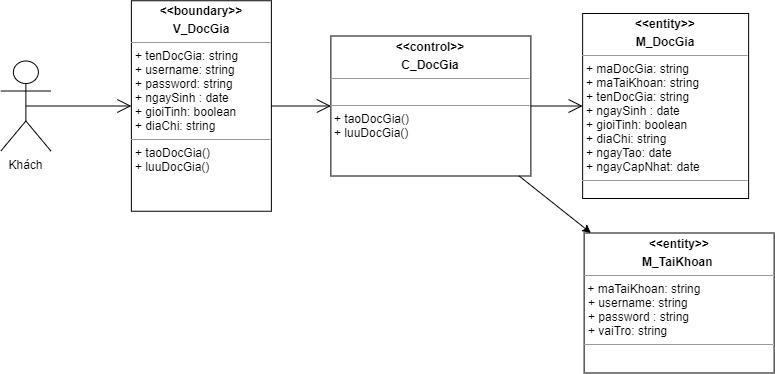 Khách
<<boundary>>
V_DocGia
+ tenDocGia: string
+ username: string
+ password: string
+ ngaySinh : date
+ gioiTinh: boolean
+ diaChi: string
+ taoDocGia()
+ luuDocGia()
<<control>>
C_DocGia
+ taoDocGia()
+ luuDocGia()
<<entity>>
M_DocGia
+ maDocGia: string
+ maTaiKhoan: string
+ tenDocGia: string
+ ngaySinh : date
+ gioiTinh: boolean
+ diaChi: string
+ ngayTao: date
+ ngayCapNhat: date
<<entity>>
M_TaiKhoan
+ maTaiKhoan: string
+ username: string
+ password : string
+ vaiTro: string